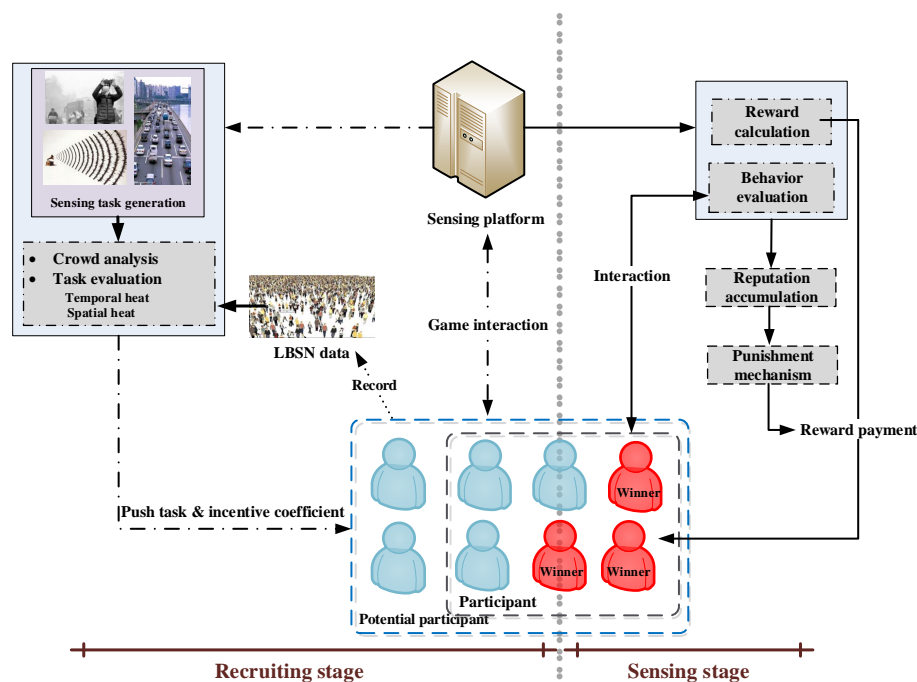 Sensing task generation
• Crowd analysis
• Task evaluation
Temporal heat
Spatial heat
LBSN data
Record
Push task & incentive coefficient
Sensing platform
Game interaction
Reward
calculation
Behavior
evaluation
Interaction
Reputation
accumulation
Punishment
mechanism
Reward payment
Winner
Winner
Winner
Participant
Potential participant
Recruiting stage
Sensing stage